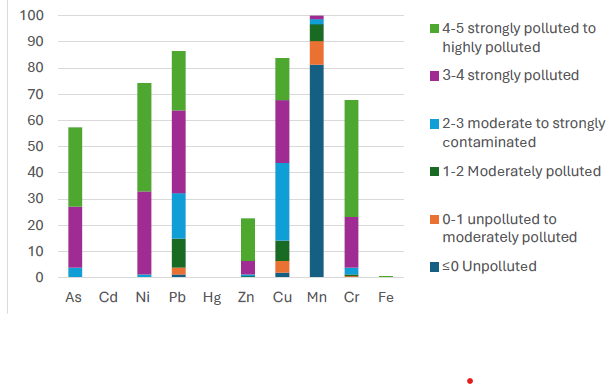 100
90
80
70
60
50
40
30
20
10
0
As Cd Ni Pb Hg Zn Cu Mn Cr Fe
4-5 strongly polluted to
highly polluted
3-4 strongly polluted
2-3 moderate to strongly
contaminated
1-2 Moderately polluted
0-1 unpolluted to
moderately polluted
≤0 Unpolluted